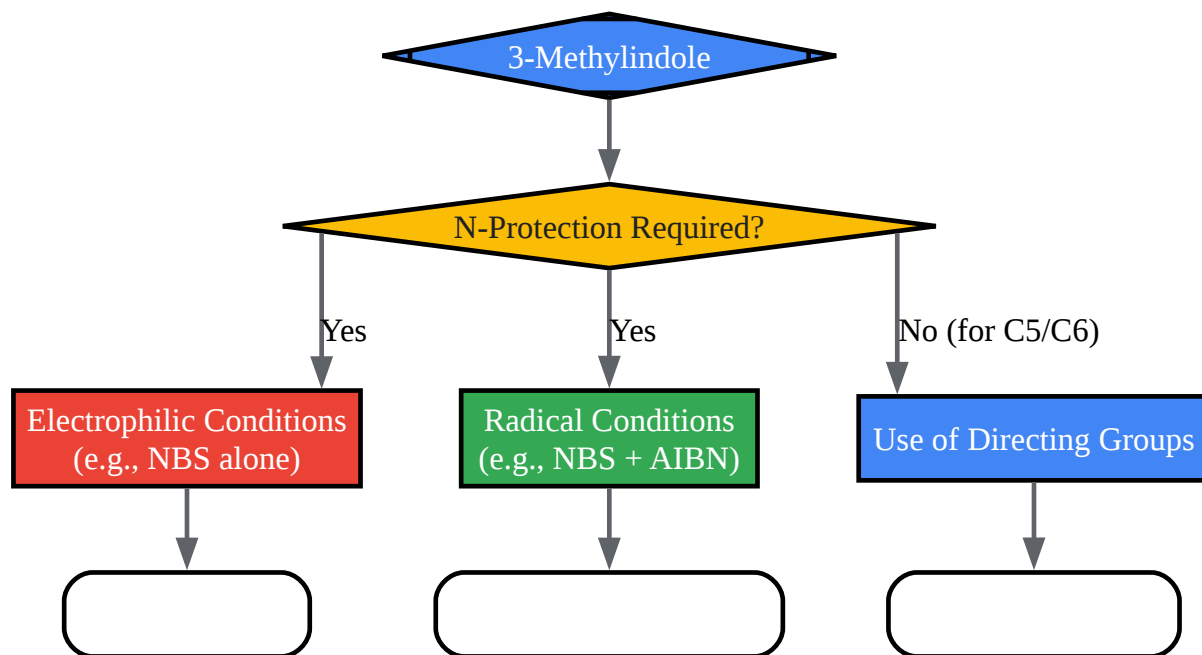 3-Methylindole
N-Protection Required?
Yes
Yes
No (for C5/C6)
Electrophilic Conditions
(e.g., NBS alone)
Radical Conditions
(e.g., NBS + AIBN)
Use of Directing Groups